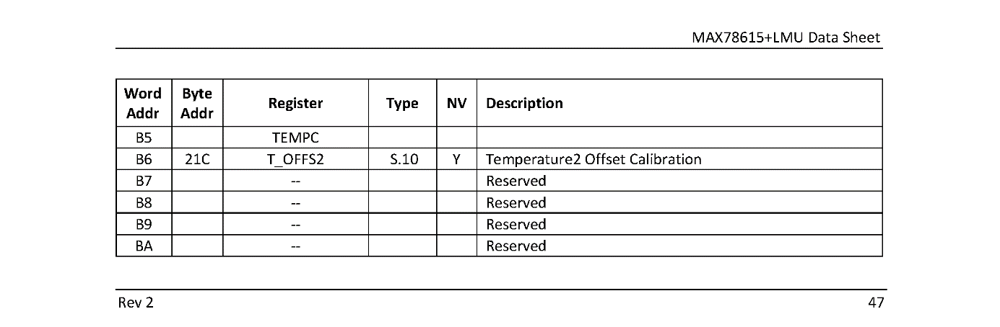 MAX78615+LMU Data Sheet
Word Addr Byte Addr Register Type NV Description
B5 TEMPC
B6 21C T_OFFS2 S.10 Y Temperature2 Offset Calibration
B7 -- Reserved
B8 -- Reserved
B9 -- Reserved
BA -- Reserved
Rev 2 47